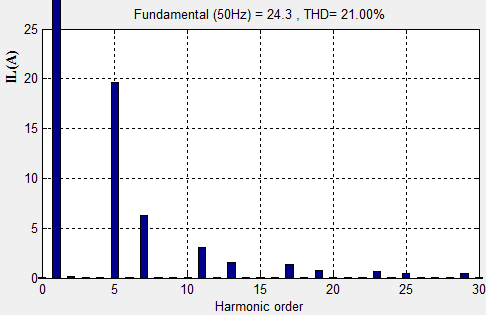 Fundamental (50Hz) = 24.3 , THD= 21.00%
IL(A)
25
20
15
10
5
0
0 5 10 15 20 25 30
Harmonic order